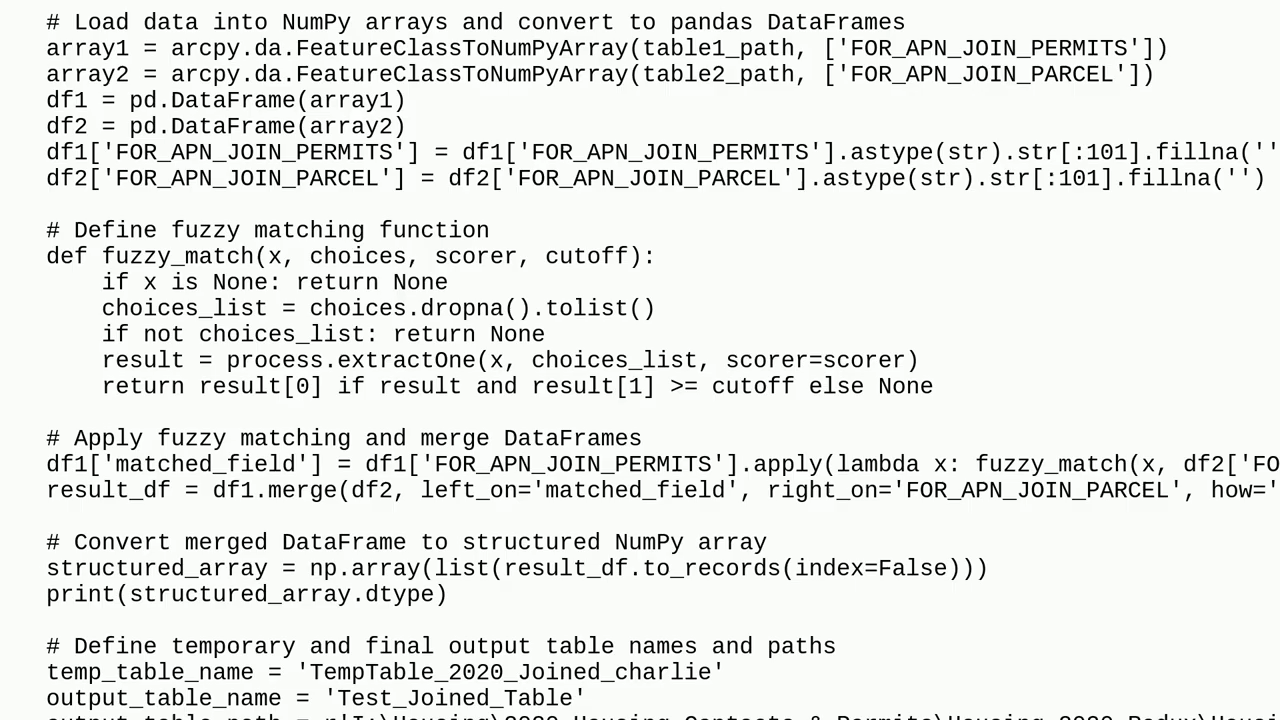 # Load data into NumPy arrays and convert to pandas DataFrames
array1 = arcpy.da.FeatureClassToNumPyArray(table1_path, ['FOR_APN_JOIN_PERMITS'])
array2 = arcpy.da.FeatureClassToNumPyArray(table2_path, ['FOR_APN_JOIN_PARCEL'])
df1 = pd.DataFrame(array1)
df2 = pd.DataFrame(array2)
df1['FOR_APN_JOIN_PERMITS'] = df1['FOR_APN_JOIN_PERMITS'].astype(str).str[:101].fillna(''
df2['FOR_APN_JOIN_PARCEL'] = df2['FOR_APN_JOIN_PARCEL'].astype(str).str[:101].fillna('')

# Define fuzzy matching function
def fuzzy_match(x, choices, scorer, cutoff):
    if x is None: return None
    choices_list = choices.dropna().tolist()
    if not choices_list: return None
    result = process.extractOne(x, choices_list, scorer=scorer)
    return result[0] if result and result[1] >= cutoff else None

# Apply fuzzy matching and merge DataFrames
df1['matched_field'] = df1['FOR_APN_JOIN_PERMITS'].apply(lambda x: fuzzy_match(x, df2['FO
result_df = df1.merge(df2, left_on='matched_field', right_on='FOR_APN_JOIN_PARCEL', how='

# Convert merged DataFrame to structured NumPy array
structured_array = np.array(list(result_df.to_records(index=False)))
print(structured_array.dtype)

# Define temporary and final output table names and paths
temp_table_name = 'TempTable_2020_Joined_charlie'
output_table_name = 'Test_Joined_Table'